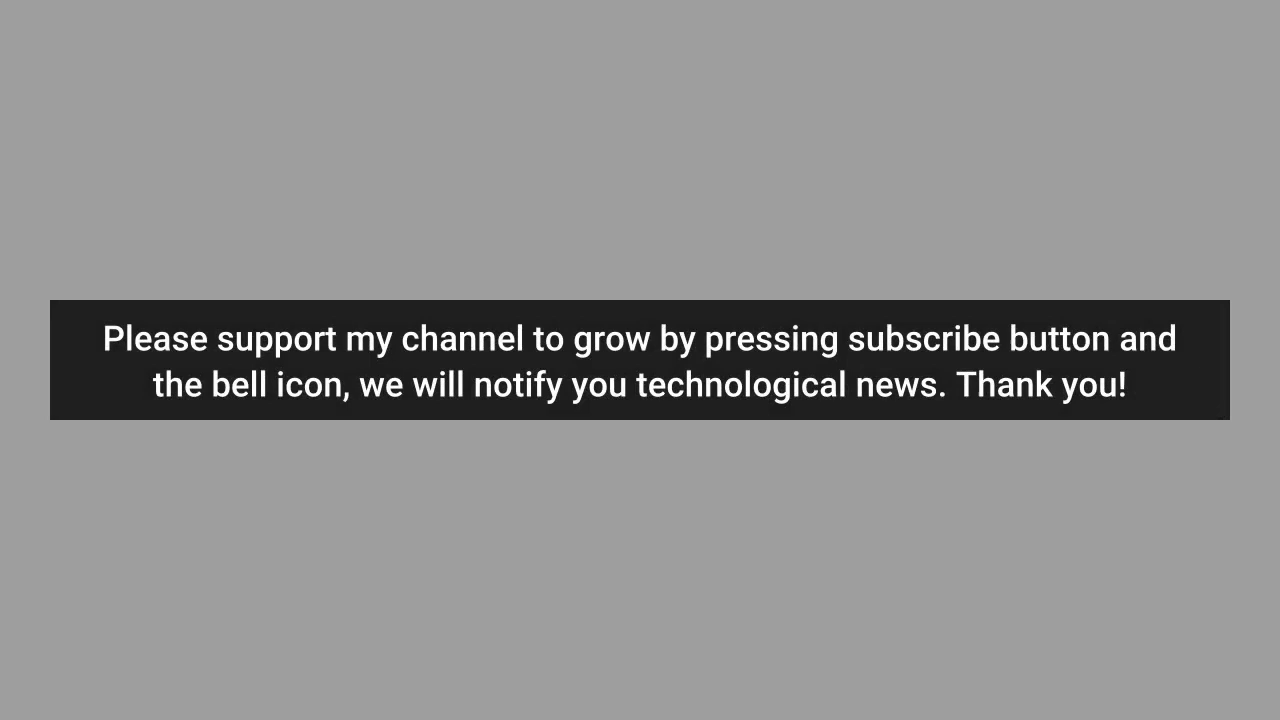 Please support my channel to grow by pressing subscribe button and
the bell icon, we will notify you technological news. Thank you!